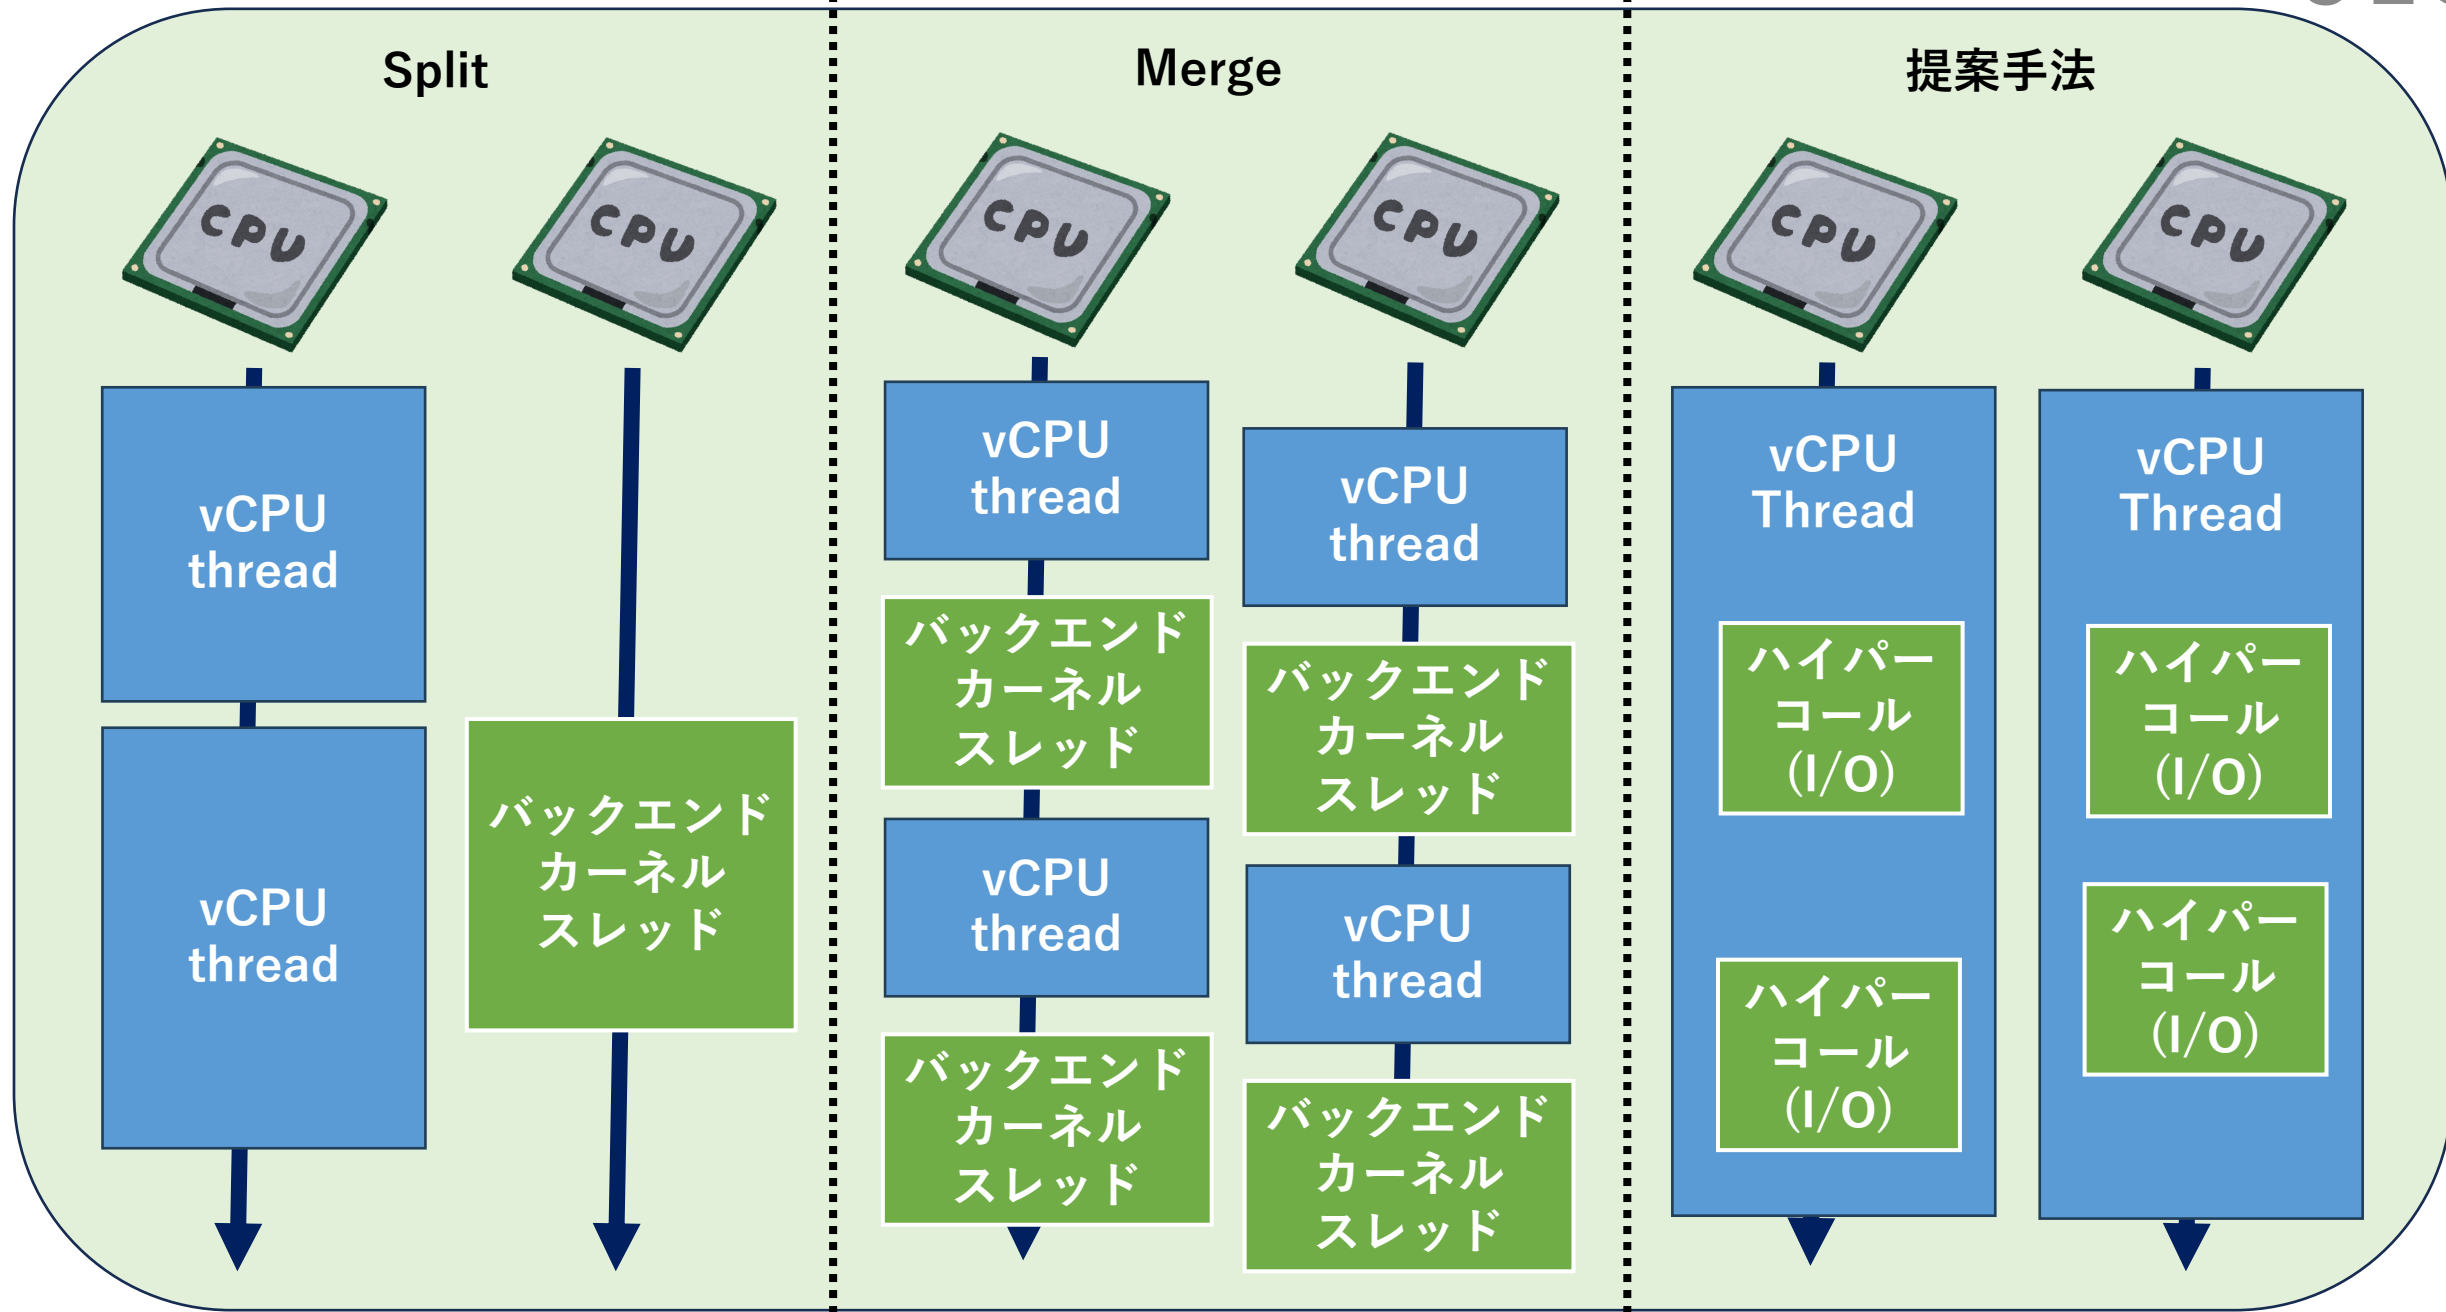 Split
CPU
CPU
vCPU
thread
vCPU
thread
バックエンド
カーネル
スレッド
Merge
CPU
CPU
vCPU
thread
バックエンド
カーネル
スレッド
vCPU
thread
バックエンド
カーネル
スレッド
vCPU
thread
バックエンド
カーネル
スレッド
vCPU
thread
バックエンド
カーネル
スレッド
提案手法
CPU
CPU
vCPU
Thread
ハイパー
コール
(I/O)
ハイパー
コール
(I/O)
vCPU
Thread
ハイパー
コール
(I/O)
ハイパー
コール
(I/O)